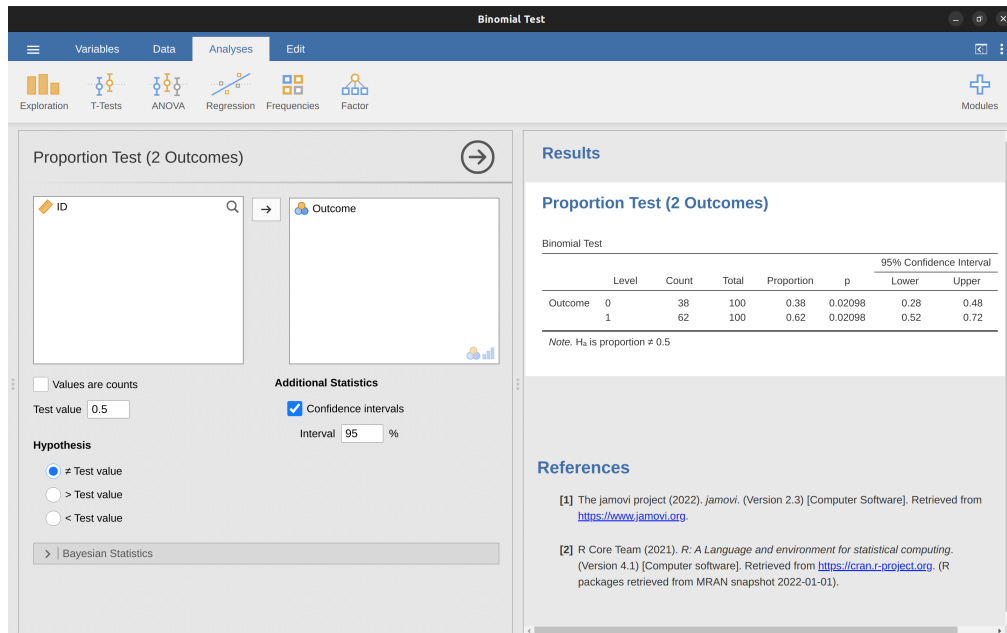 Binomial Test
Variables Data Analyses Edit
Exploration T-Tests ANOVA Regression Frequencies Factor Modules
Proportion Test (2 Outcomes)
ID
Outcome
Values are counts
Test value 0.5
Hypothesis
≠ Test value
> Test value
< Test value
Additional Statistics
Confidence intervals
Interval 95 %
Bayesian Statistics
Results
Proportion Test (2 Outcomes)
Binomial Test
95% Confidence Interval
Level Count Total Proportion p Lower Upper
Outcome 0 38 100 0.38 0.02098 0.28 0.48
1 62 100 0.62 0.02098 0.52 0.72
Note. Hₐ is proportion ≠ 0.5
References
[1] The jamovi project (2022). jamovi. (Version 2.3) [Computer Software]. Retrieved from
https://www.jamovi.org.
[2] R Core Team (2021). R: A Language and environment for statistical computing.
(Version 4.1) [Computer software]. Retrieved from https://cran.r-project.org. (R
packages retrieved from MRAN snapshot 2022-01-01).